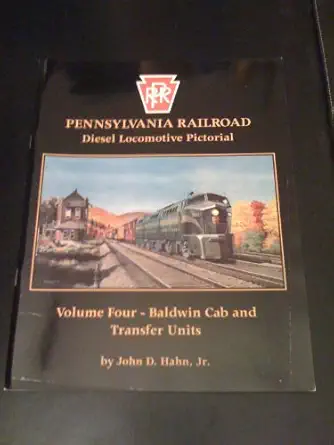 PRR
PENNSYLVANIA RAILROAD
Diesel Locomotive Pictorial
Volume Four - Baldwin Cab and
Transfer Units
by John D. Hahn, Jr.